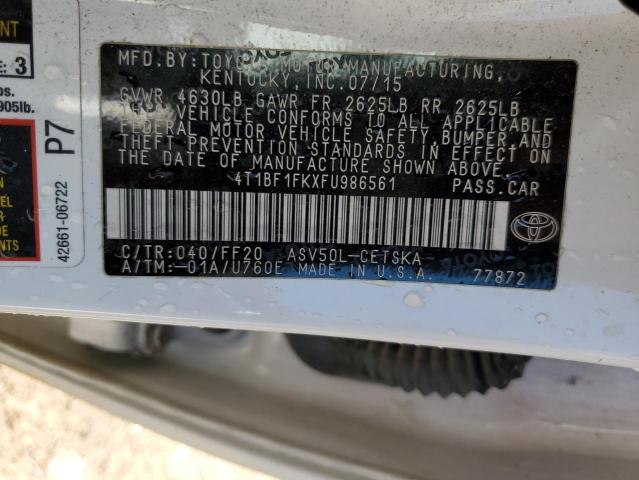 MFD.BY:TOYOTA MOTOR MANUFACTURING,
KENTUCKY, INC.07/15
GVWR 4630LB GAWR FR 2625LB RR 2625LB
THIS VEHICLE CONFORMS TO ALL APPLICABLE
FEDERAL MOTOR VEHICLE SAFETY, BUMPER AND
THEFT PREVENTION STANDARDS IN EFFECT ON
THE DATE OF MANUFACTURE SHOWN ABOVE.
4T1BF1FKXFU986561 PASS.CAR
C/TR:040/FF20 ASV50L-CETSKA
A/TM:-01A/U760E MADE IN U.S.A. 77872
3
905lb.
P7
42661-06722